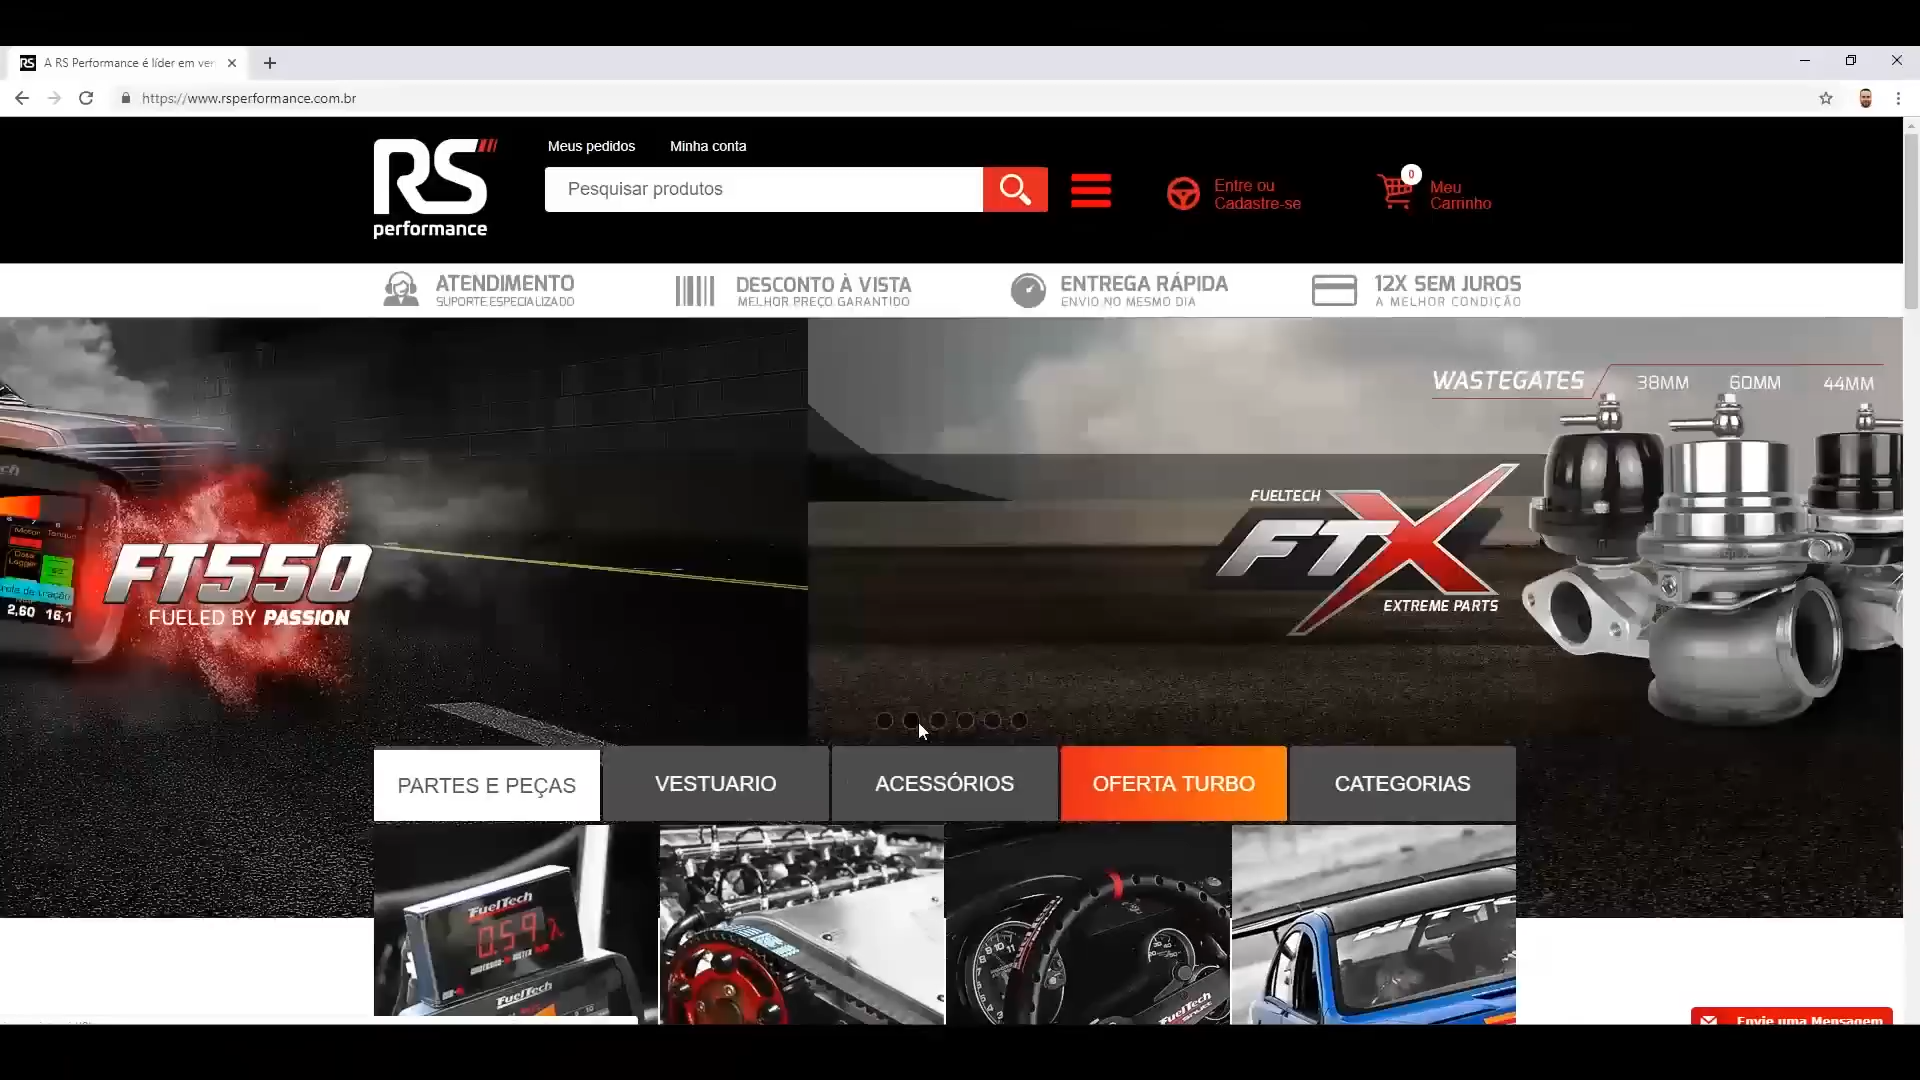 A RS Performance é líder em ver
https://www.rsperformance.com.br
RS
performance
Meus pedidos
Minha conta
Pesquisar produtos
Entre ou
Cadastre-se
0
Meu
Carrinho
ATENDIMENTO
SUPORTE ESPECIALIZADO
DESCONTO À VISTA
MELHOR PREÇO GARANTIDO
ENTREGA RÁPIDA
ENVIO NO MESMO DIA
12X SEM JUROS
A MELHOR CONDIÇÃO
WASTEGATES
38MM
60MM
44MM
FUELTECH
FTX
EXTREME PARTS
FT550
FUELED BY PASSION
2,60 16,1
PARTES E PEÇAS
VESTUARIO
ACESSÓRIOS
OFERTA TURBO
CATEGORIAS
FuelTech
0.59 λ
FuelTech
FuelTech
Envie uma Mensagem